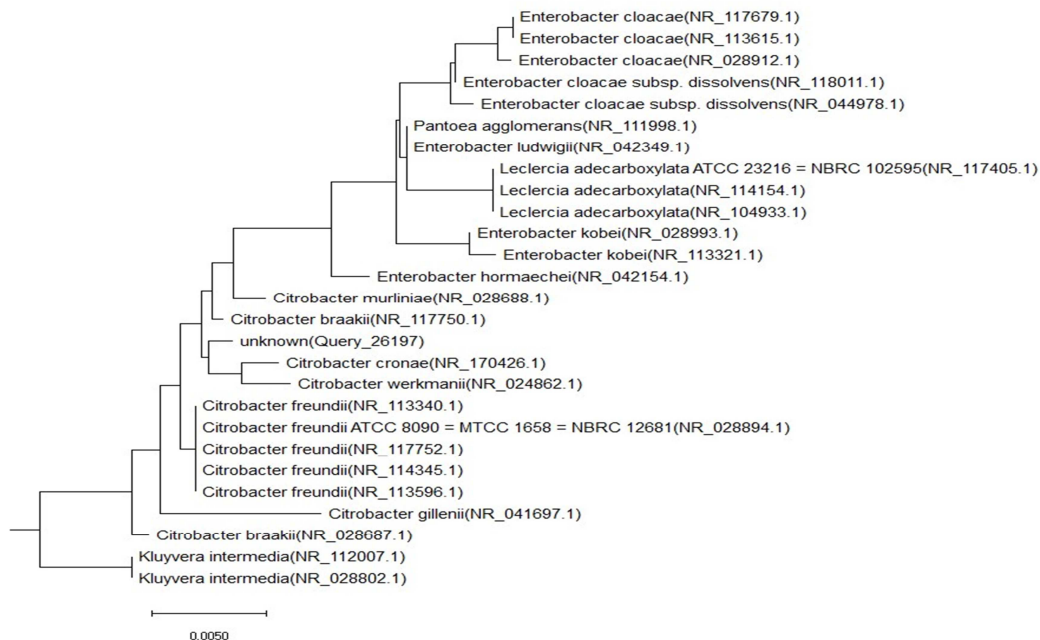 Enterobacter cloacae(NR_117679.1)
Enterobacter cloacae(NR_113615.1)
Enterobacter cloacae(NR_028912.1)
Enterobacter cloacae subsp. dissolvens(NR_118011.1)
Enterobacter cloacae subsp. dissolvens(NR_044978.1)
Pantoea agglomerans(NR_111998.1)
Enterobacter ludwigii(NR_042349.1)
Leclercia adecarboxylata ATCC 23216 = NBRC 102595(NR_117405.1)
Leclercia adecarboxylata(NR_114154.1)
Leclercia adecarboxylata(NR_104933.1)
Enterobacter kobei(NR_028993.1)
Enterobacter kobei(NR_113321.1)
Enterobacter hormaechei(NR_042154.1)
Citrobacter murliniae(NR_028688.1)
Citrobacter braakii(NR_117750.1)
unknown(Query_26197)
Citrobacter cronae(NR_170426.1)
Citrobacter werkmanii(NR_024862.1)
Citrobacter freundii(NR_113340.1)
Citrobacter freundii ATCC 8090 = MTCC 1658 = NBRC 12681(NR_028894.1)
Citrobacter freundii(NR_117752.1)
Citrobacter freundii(NR_114345.1)
Citrobacter freundii(NR_113596.1)
Citrobacter gillenii(NR_041697.1)
Citrobacter braakii(NR_028687.1)
Kluyvera intermedia(NR_112007.1)
Kluyvera intermedia(NR_028802.1)
0.0050